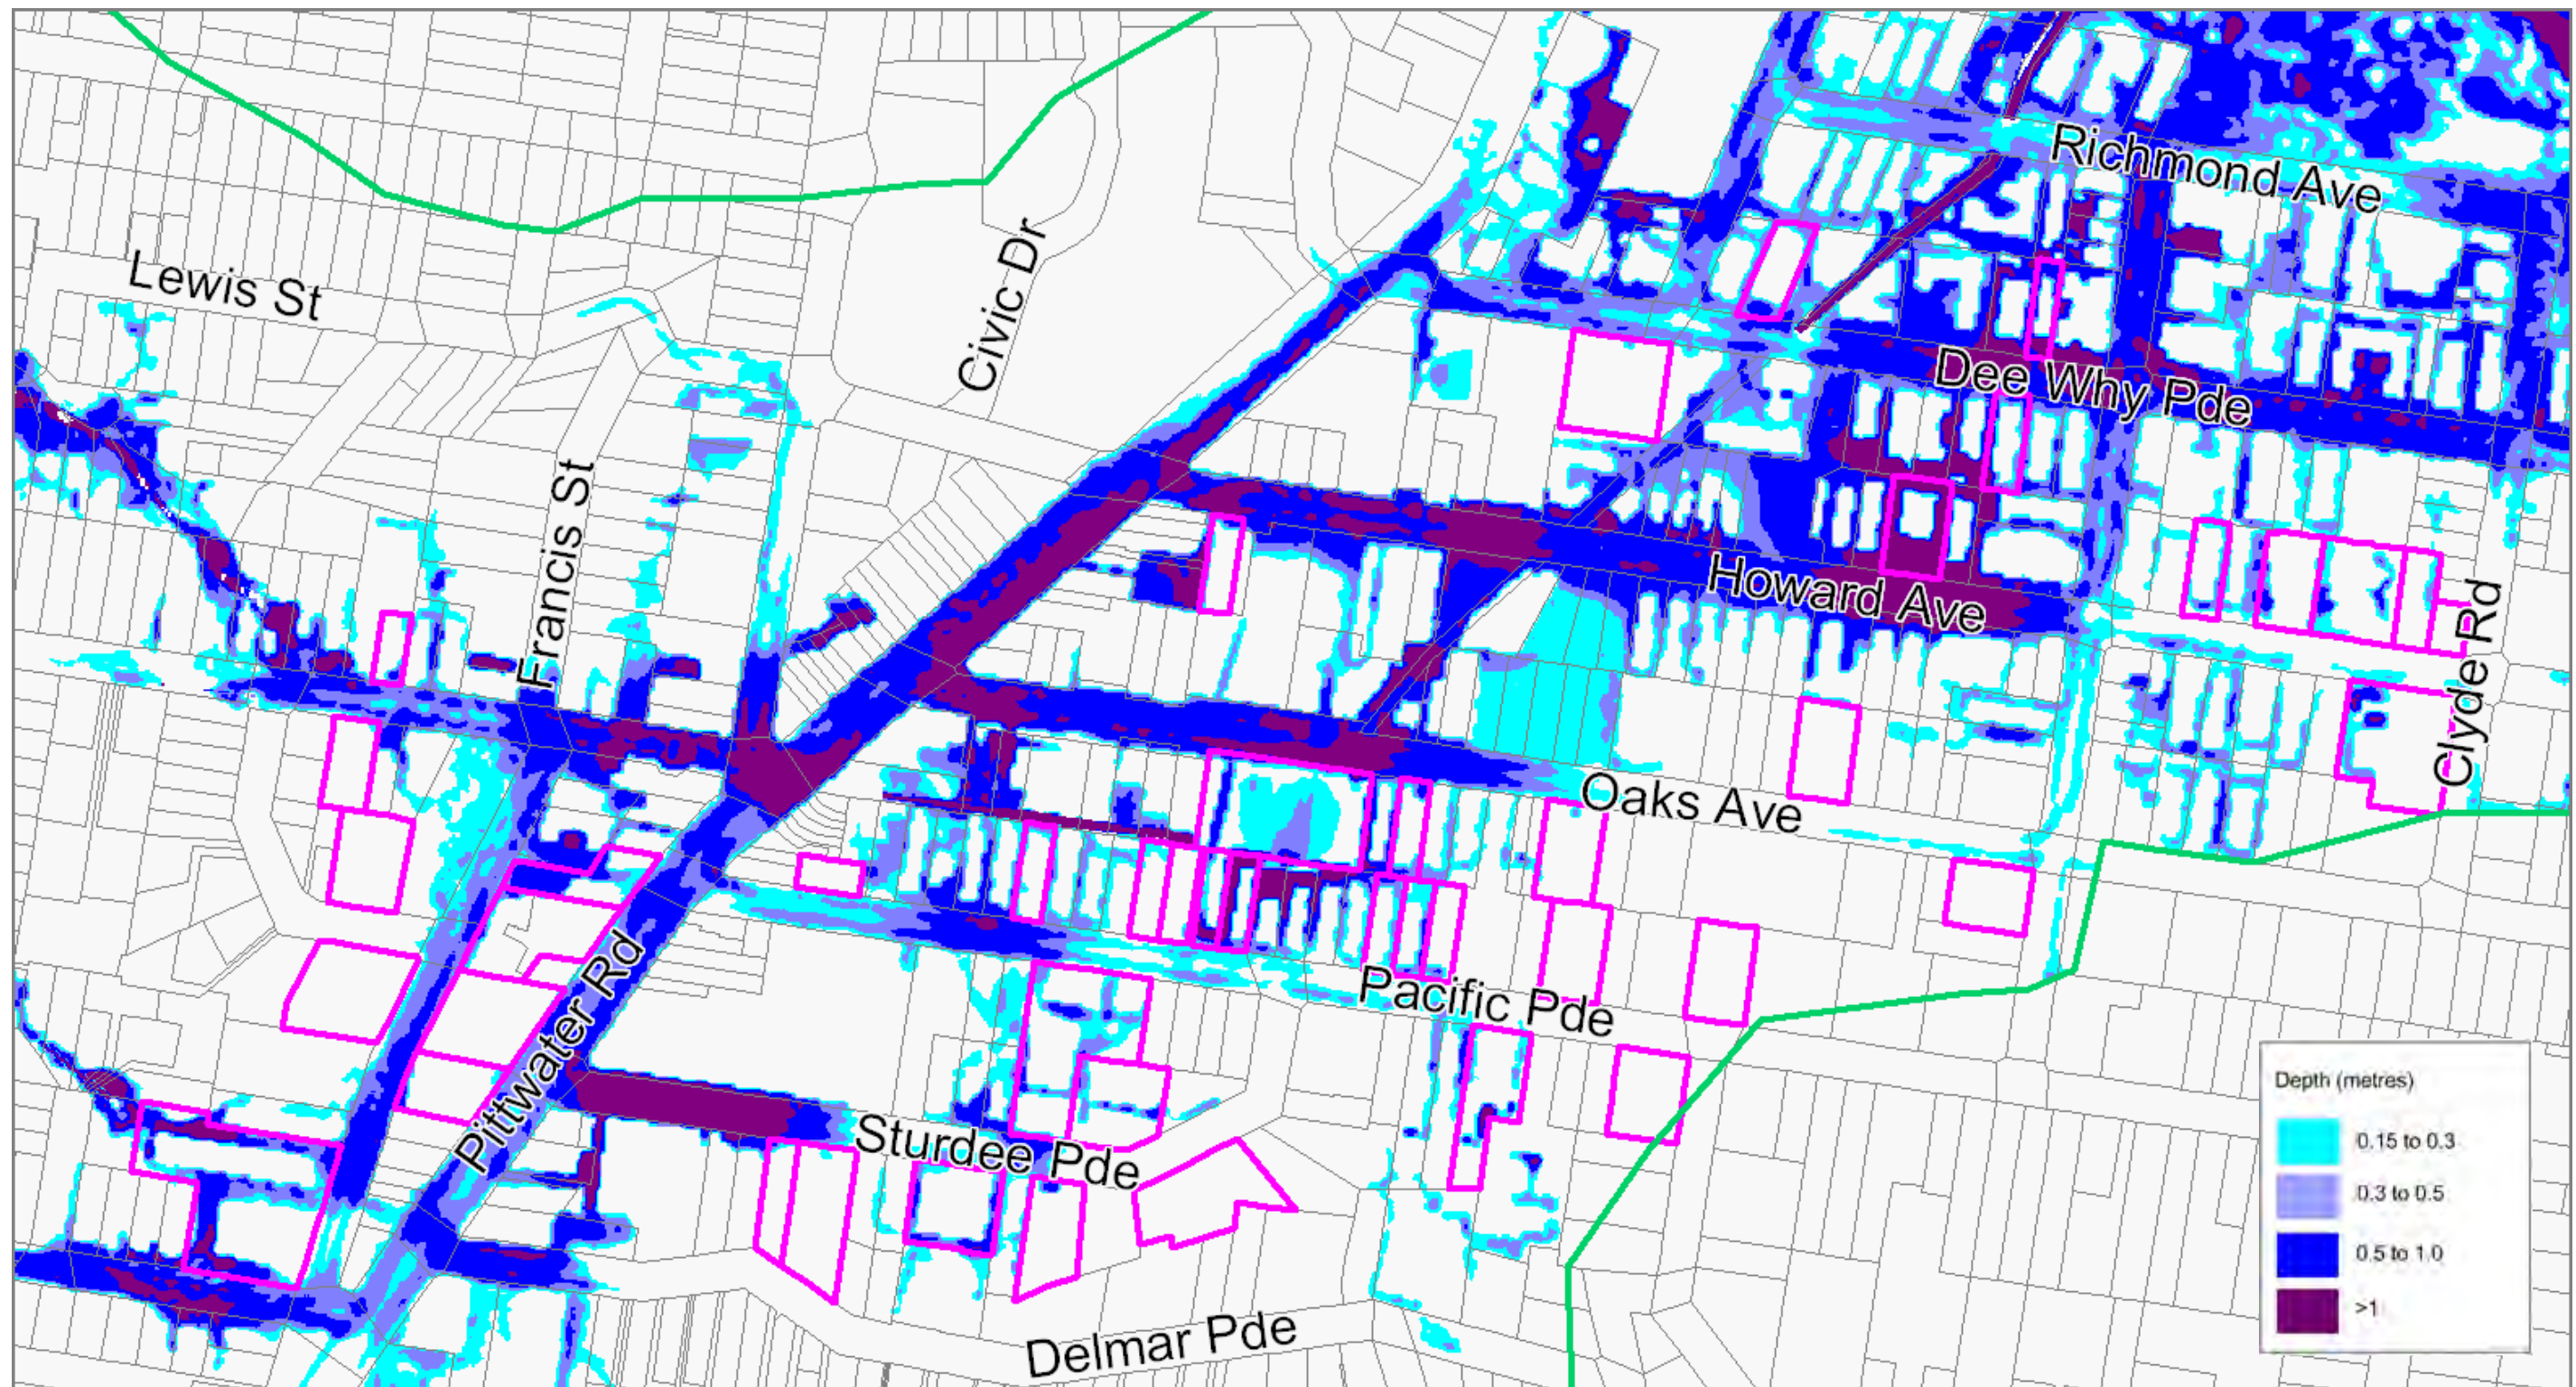 Richmond Ave
Lewis St
Civic Dr
Dee Why Pde
Francis St
Howard Ave
Clyde Rd
Oaks Ave
Pittwater Rd
Pacific Pde
Sturdee Pde
Delmar Pde
Depth (metres)
0.15 to 0.3
0.3 to 0.5
0.5 to 1.0
>1